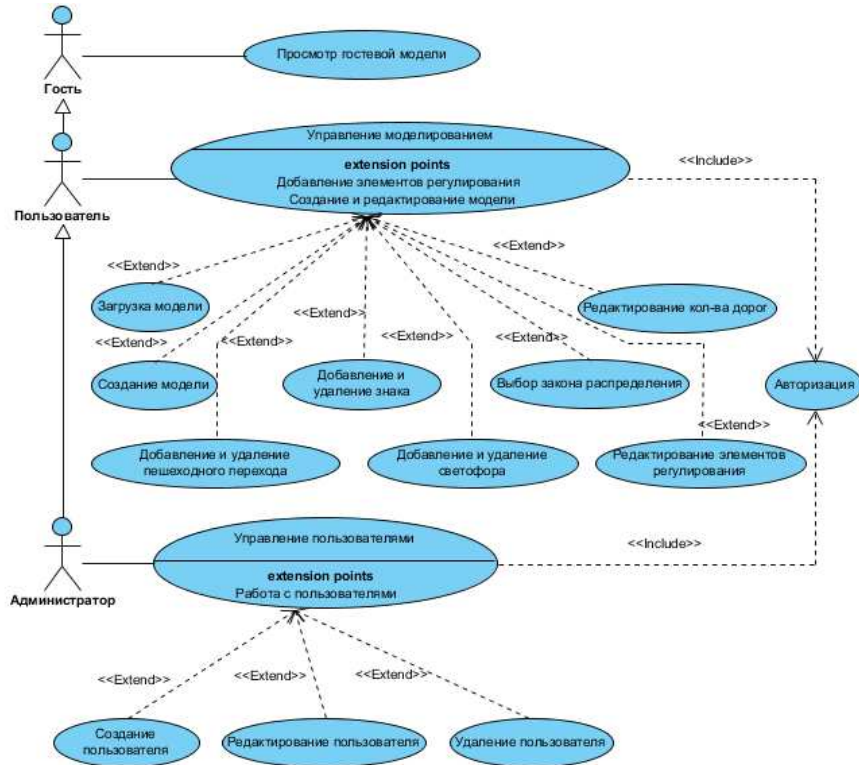 Просмотр гостевой модели
Гость
Управление моделированием
extension points
Добавление элементов регулирования
Создание и редактирование модели
<<Include>>
Пользователь
<<Extend>>
<<Extend>>
Загрузка модели
<<Extend>>
Редактирование кол-ва дорог
<<Extend>>
<<Extend>>
<<Extend>>
<<Extend>>
Создание модели
Добавление и
удаление знака
Выбор закона распределения
Авторизация
<<Extend>>
Добавление и удаление
пешеходного перехода
Добавление и удаление
светофора
Редактирование элементов
регулирования
Управление пользователями
<<Include>>
extension points
Работа с пользователями
Администратор
<<Extend>>
<<Extend>>
<<Extend>>
Создание
пользователя
Редактирование пользователя
Удаление пользователя